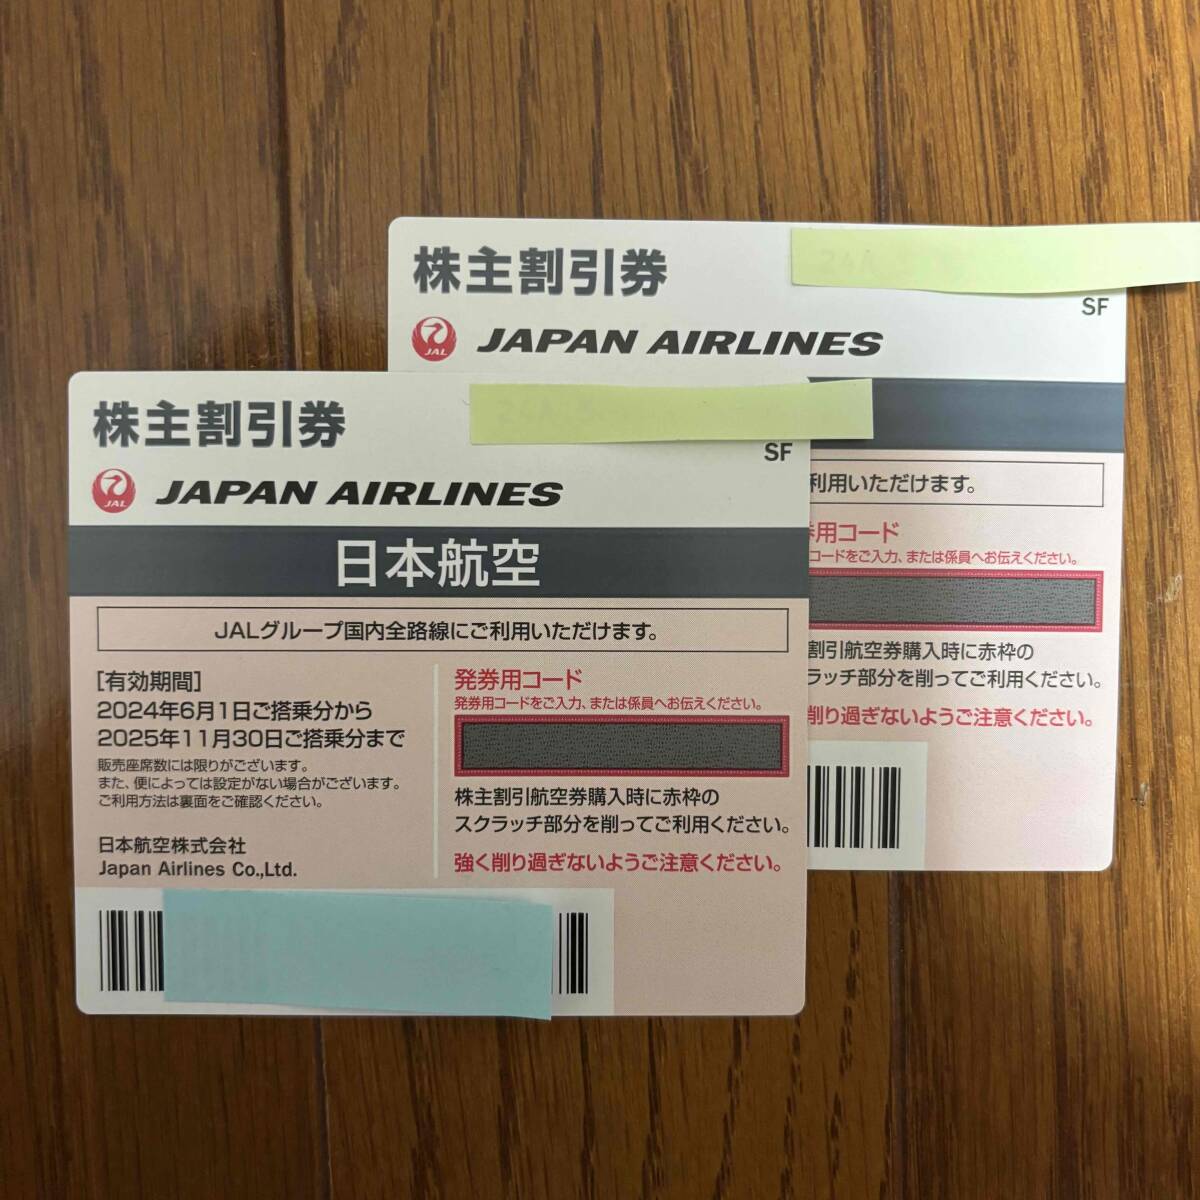 株主割引券
SF
JAL
JAPAN AIRLINES
利用いただけます。
券用コード
コードをご入力、または係員へお伝えください。
割引航空券購入時に赤枠の
ラッチ部分を削ってご利用ください。
削り過ぎないようご注意ください。
株主割引券
SF
JAL
JAPAN AIRLINES
日本航空
JALグループ国内全路線にご利用いただけます。
[有効期間]
2024年6月1日ご搭乗分から
2025年11月30日ご搭乗分まで
販売座席数には限りがございます。
また、便によっては設定がない場合がございます。
ご利用方法は裏面をご確認ください。
日本航空株式会社
Japan Airlines Co.,Ltd.
発券用コード
発券用コードをご入力、または係員へお伝えください。
株主割引航空券購入時に赤枠の
スクラッチ部分を削ってご利用ください。
強く削り過ぎないようご注意ください。